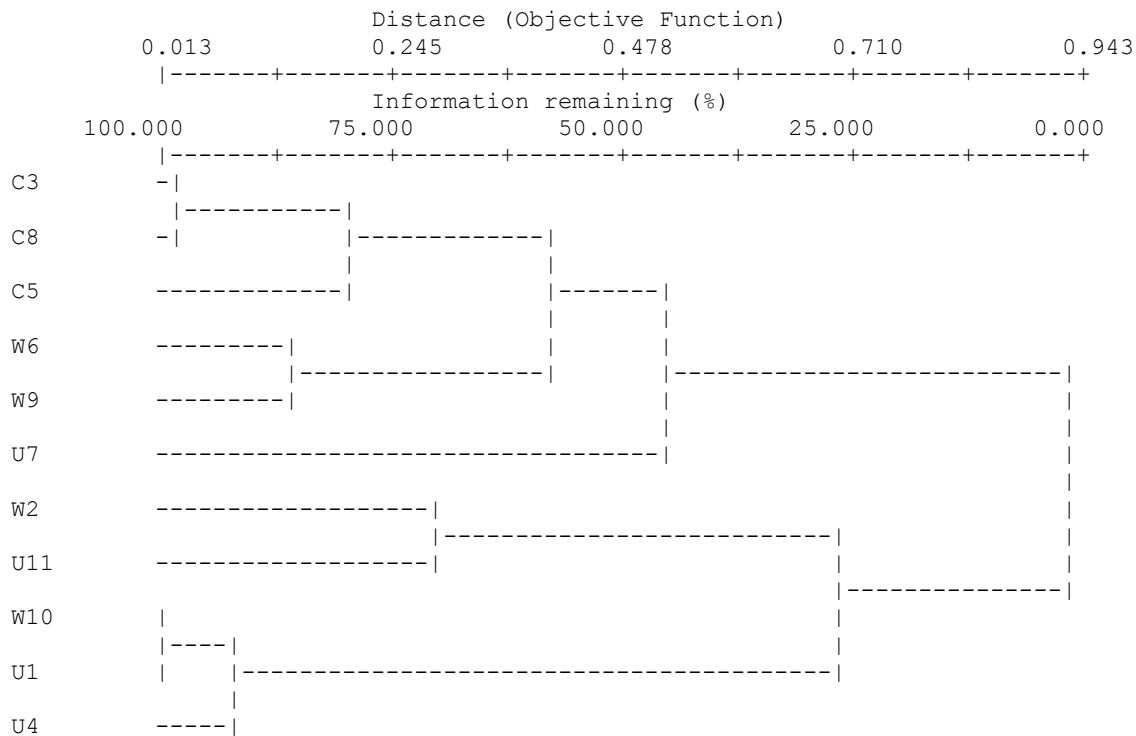 Distance (Objective Function)
0.013 0.245 0.478 0.710 0.943
|-------+-------+-------+-------+-------+-------+-------+-------+
Information remaining (%)
100.000 75.000 50.000 25.000 0.000
|-------+-------+-------+-------+-------+-------+-------+-------+
C3
C8
C5
W6
W9
U7
W2
U11
W10
U1
U4